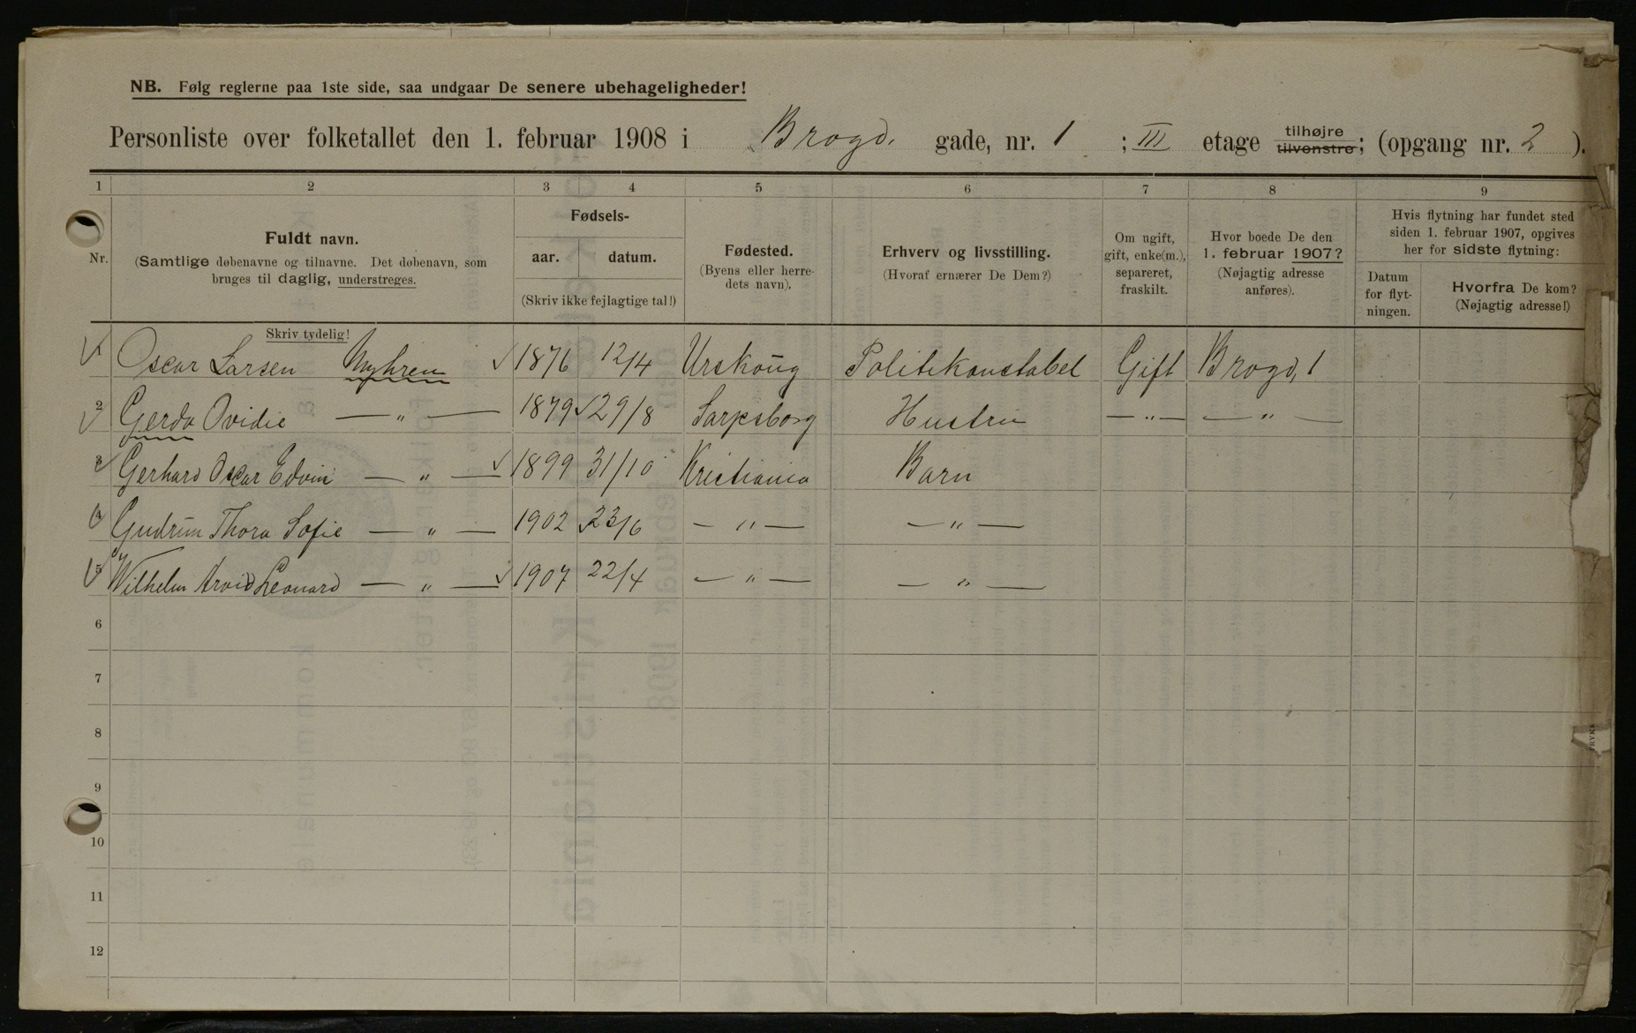 NB. Følg reglerne paa 1ste side, saa undgaar De senere ubehageligheder!
Personliste over folketallet den 1. februar 1908 i Brogd. gade, nr. 1 ; III etage tilhøjre tilvenstre; (opgang nr. 2 ).
1 2 3 4 5 6 7 8 9
Nr.
Fuldt navn.
(Samtlige døbenavne og tilnavne. Det døbenavn, som
bruges til daglig, understreges.
Skriv tydelig!
Fødsels-
aar. datum.
(Skriv ikke fejlagtige tal!)
Fødested.
(Byens eller herre-
dets navn).
Erhverv og livsstilling.
(Hvoraf ernærer De Dem?)
Om ugift,
gift, enke(m.),
separeret,
fraskilt.
Hvor boede De den
1. februar 1907?
(Nøjagtig adresse
anføres).
Hvis flytning har fundet sted
siden 1. februar 1907, opgives
her for sidste flytning:
Datum
for flyt-
ningen.
Hvorfra De kom?
(Nøjagtig adresse!)
1 Oscar Larsen Myhren 1876 12/4 Urskoug Politikonstabel Gift Brogd, 1
2 Gerda Ovidie — " — 1879 29/8 Sarpsborg Hustru — " — — " —
3 Gerhard Oscar Edvin — " — 1899 31/10 Kristiania Barn
4 Gudrun Thora Sofie — " — 1902 23/6 — " — — " —
5 Wilhelm Arvid Leonard — " — 1907 22/4 — " — — " —
6
7
8
9
10
11
12